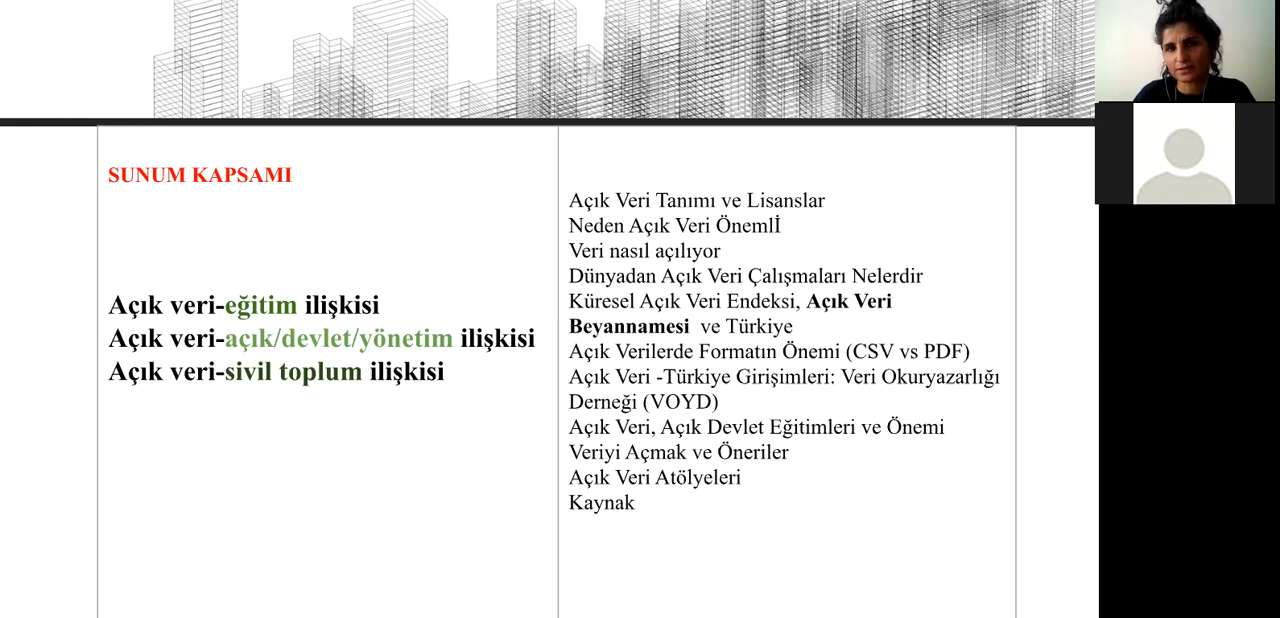 SUNUM KAPSAMI
Açık veri-eğitim ilişkisi
Açık veri-açık/devlet/yönetim ilişkisi
Açık veri-sivil toplum ilişkisi
Açık Veri Tanımı ve Lisanslar
Neden Açık Veri Önemlİ
Veri nasıl açılıyor
Dünyadan Açık Veri Çalışmaları Nelerdir
Küresel Açık Veri Endeksi, Açık Veri
Beyannamesi ve Türkiye
Açık Verilerde Formatın Önemi (CSV vs PDF)
Açık Veri -Türkiye Girişimleri: Veri Okuryazarlığı
Derneği (VOYD)
Açık Veri, Açık Devlet Eğitimleri ve Önemi
Veriyi Açmak ve Öneriler
Açık Veri Atölyeleri
Kaynak